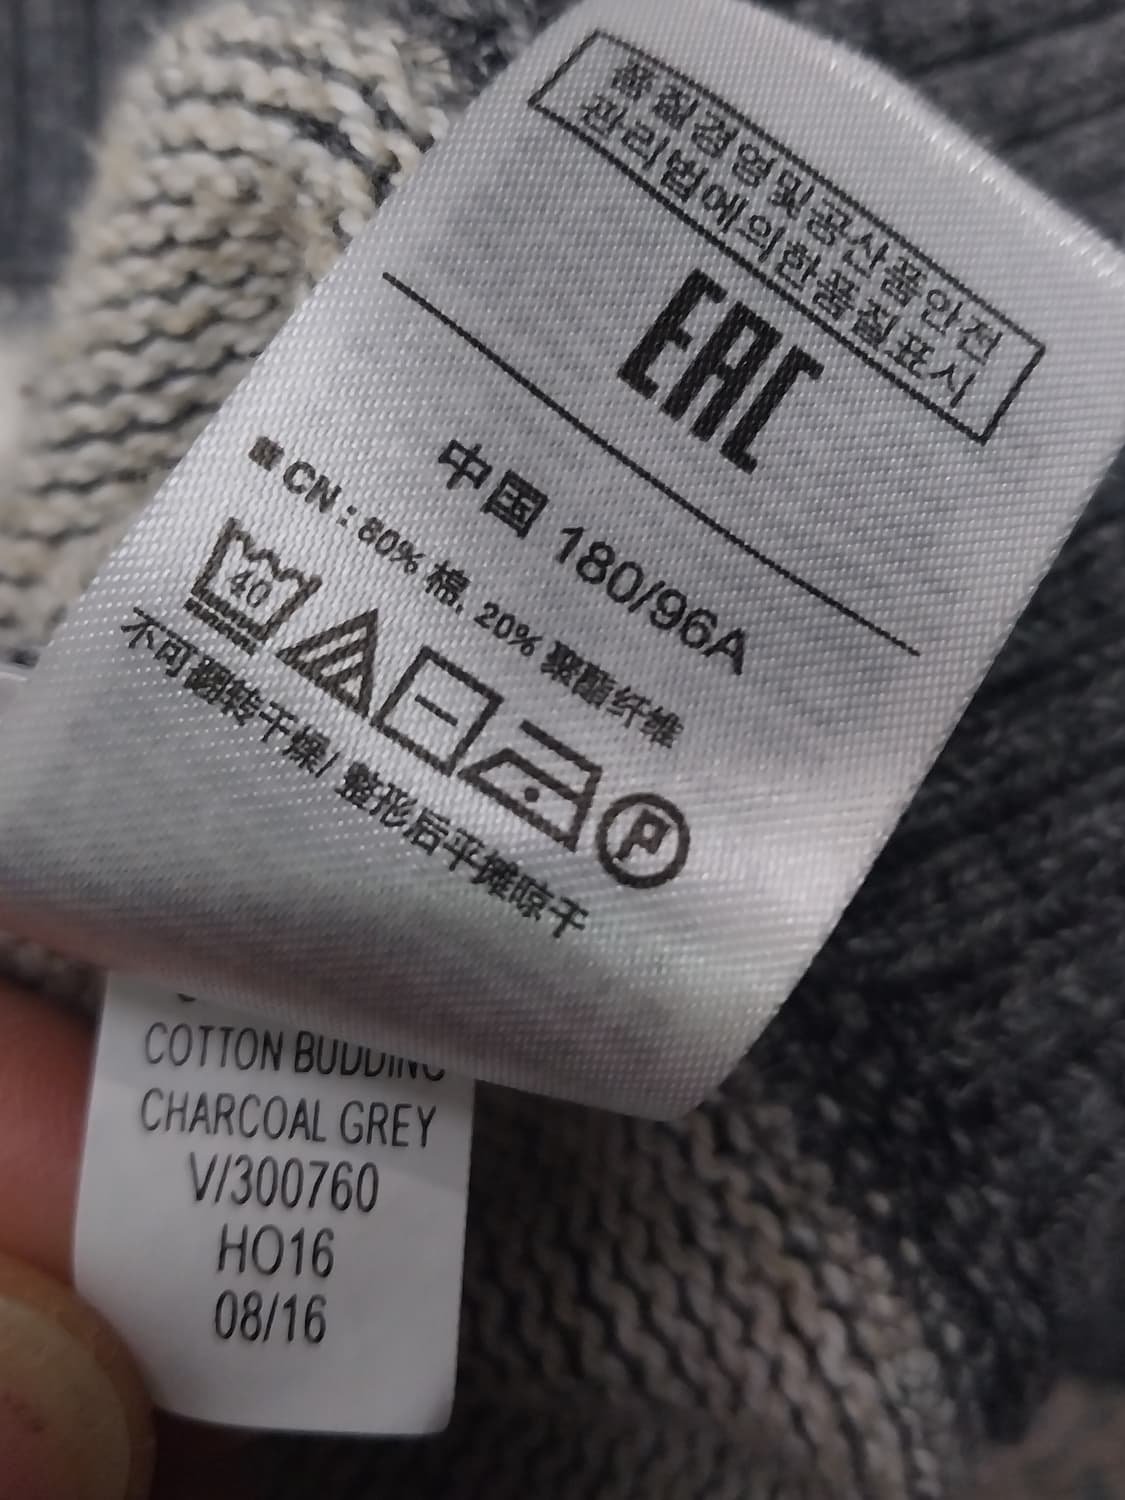 품질경영및공산품안전
관리법에의한품질표시
EAC
中国 180/96A
CN : 80% 棉, 20% 聚酯纤维
40
P
不可翻转干燥/ 整形后平摊晾干
COTTON BUDDING
CHARCOAL GREY
V/300760
HO16
08/16